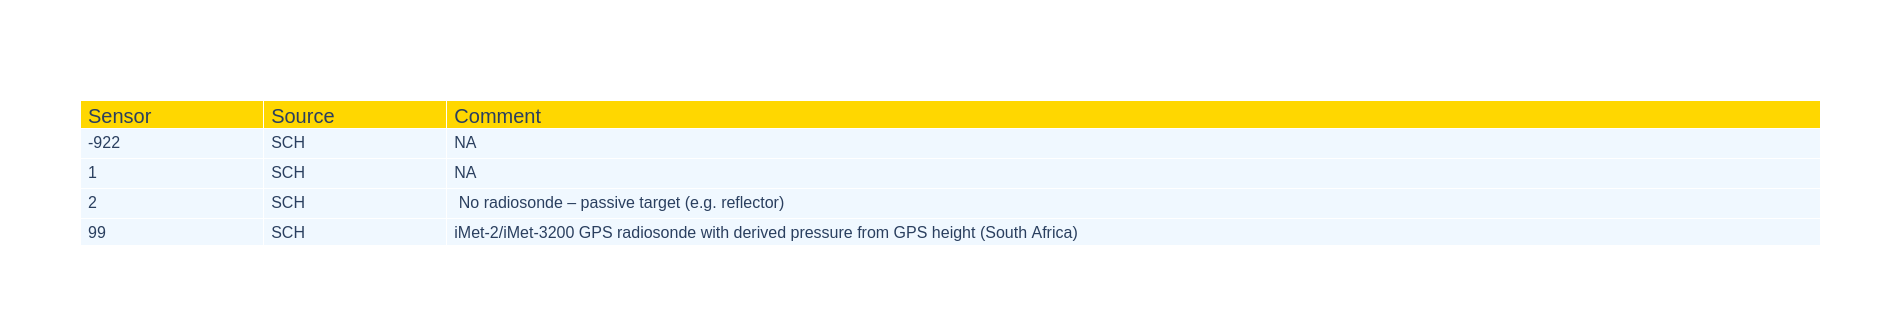 Sensor Source Comment
-922 SCH NA
1 SCH NA
2 SCH No radiosonde – passive target (e.g. reflector)
99 SCH iMet-2/iMet-3200 GPS radiosonde with derived pressure from GPS height (South Africa)